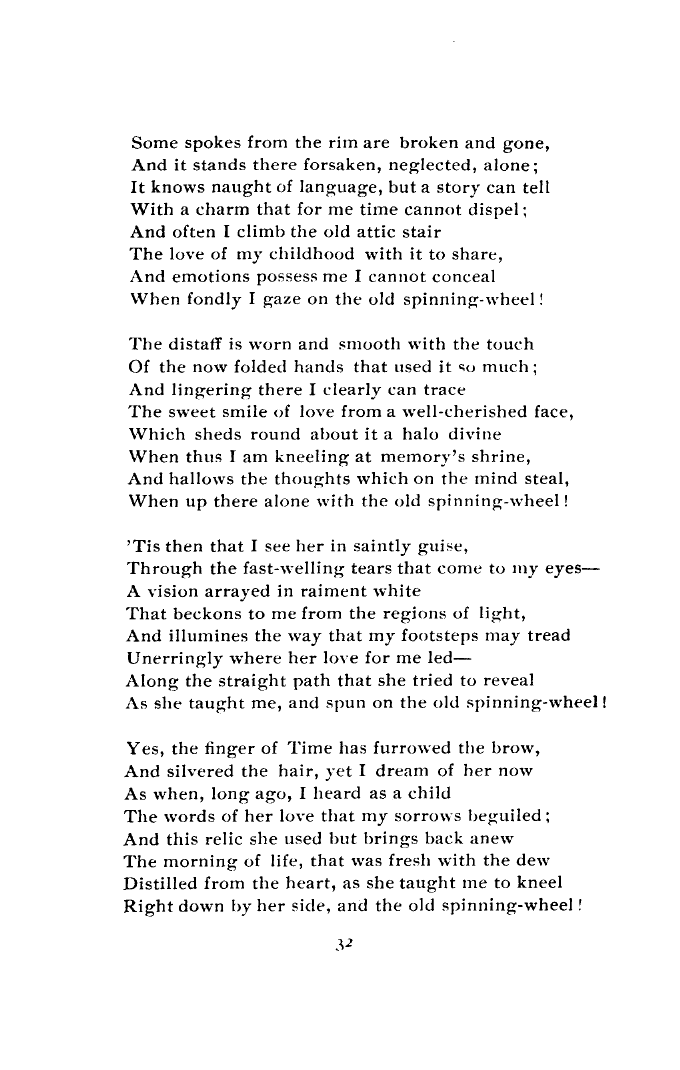 Some spokes from the rim are broken and gone,
And it stands there forsaken, neglected, alone;
It knows naught of language, but a story can tell
With a charm that for me time cannot dispel;
And often I climb the old attic stair
The love of my childhood with it to share,
And emotions possess me I cannot conceal
When fondly I gaze on the old spinning-wheel!

The distaff is worn and smooth with the touch
Of the now folded hands that used it so much;
And lingering there I clearly can trace
The sweet smile of love from a well-cherished face,
Which sheds round about it a halo divine
When thus I am kneeling at memory's shrine,
And hallows the thoughts which on the mind steal,
When up there alone with the old spinning-wheel!

'Tis then that I see her in saintly guise,
Through the fast-welling tears that come to my eyes—
A vision arrayed in raiment white
That beckons to me from the regions of light,
And illumines the way that my footsteps may tread
Unerringly where her love for me led—
Along the straight path that she tried to reveal
As she taught me, and spun on the old spinning-wheel!

Yes, the finger of Time has furrowed the brow,
And silvered the hair, yet I dream of her now
As when, long ago, I heard as a child
The words of her love that my sorrows beguiled;
And this relic she used but brings back anew
The morning of life, that was fresh with the dew
Distilled from the heart, as she taught me to kneel
Right down by her side, and the old spinning-wheel!

32